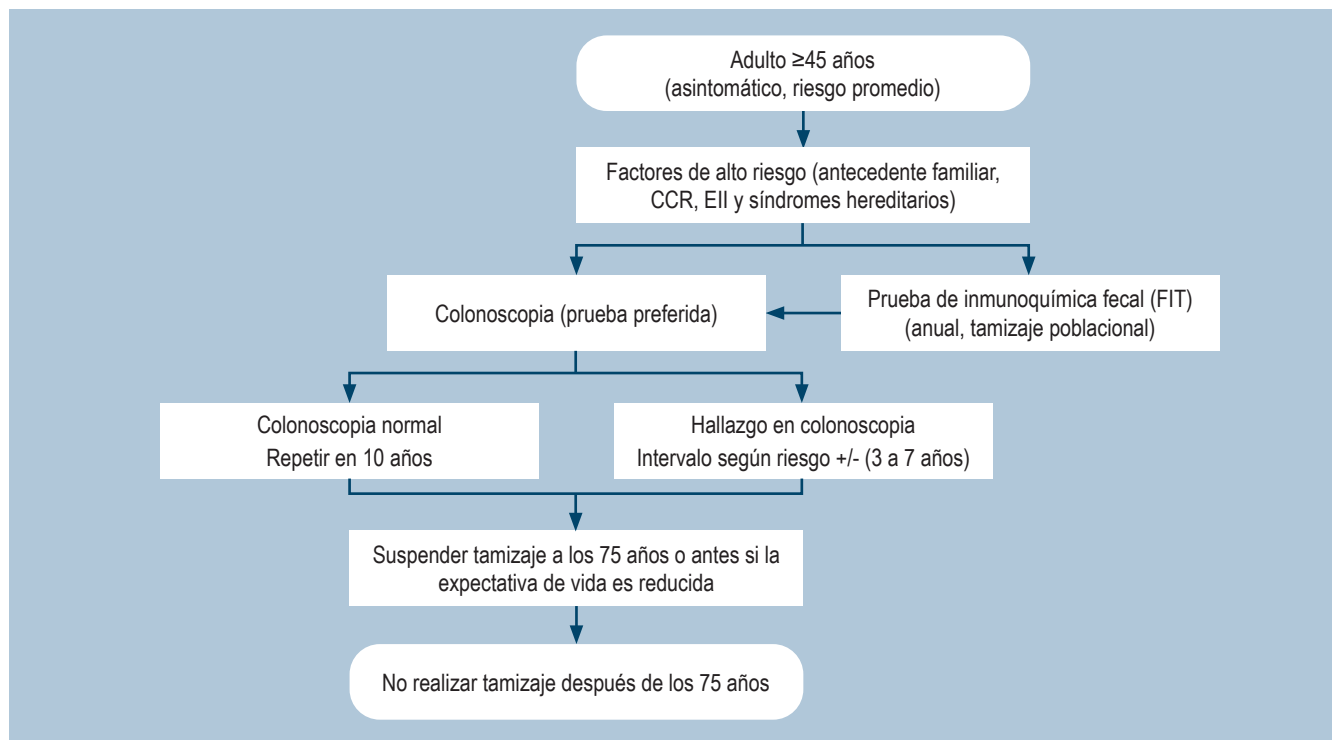 Adulto ≥45 años
(asintomático, riesgo promedio)
Factores de alto riesgo (antecedente familiar,
CCR, EII y síndromes hereditarios)
Colonoscopia (prueba preferida)
Prueba de inmunoquímica fecal (FIT)
(anual, tamizaje poblacional)
Colonoscopia normal
Repetir en 10 años
Hallazgo en colonoscopia
Intervalo según riesgo +/- (3 a 7 años)
Suspender tamizaje a los 75 años o antes si la
expectativa de vida es reducida
No realizar tamizaje después de los 75 años